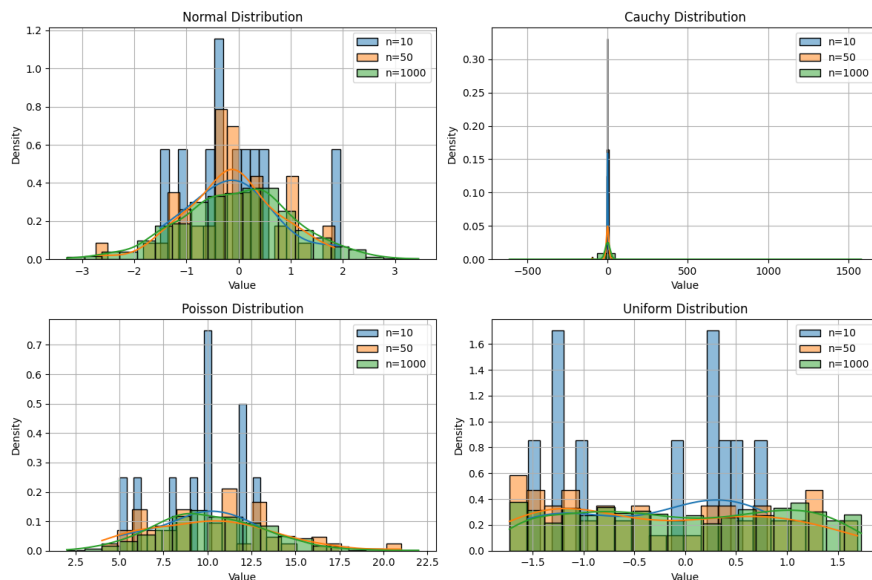 Normal Distribution
1.2
1.0
0.8
0.6
0.4
0.2
0.0
Density
−3 −2 −1 0 1 2 3
Value
n=10
n=50
n=1000
Cauchy Distribution
0.30
0.25
0.20
0.15
0.10
0.05
0.00
Density
−500 0 500 1000 1500
Value
n=10
n=50
n=1000
Poisson Distribution
0.7
0.6
0.5
0.4
0.3
0.2
0.1
0.0
Density
2.5 5.0 7.5 10.0 12.5 15.0 17.5 20.0 22.5
Value
n=10
n=50
n=1000
Uniform Distribution
1.6
1.4
1.2
1.0
0.8
0.6
0.4
0.2
0.0
Density
−1.5 −1.0 −0.5 0.0 0.5 1.0 1.5
Value
n=10
n=50
n=1000